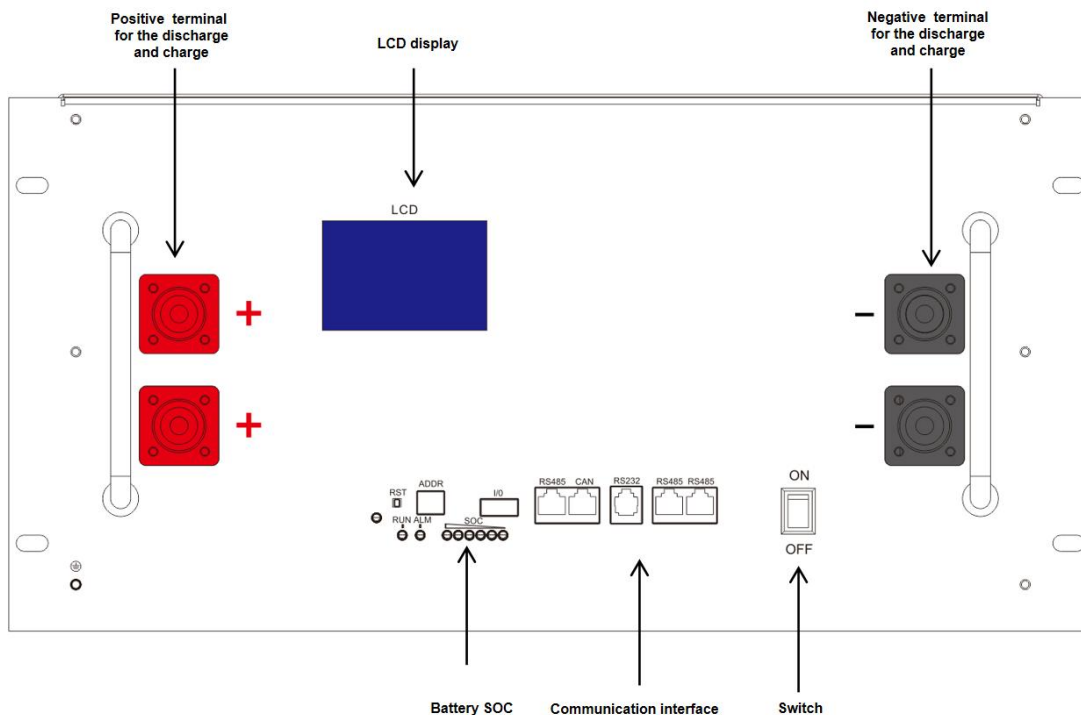 Positive terminal
for the discharge
and charge
LCD display
Negative terminal
for the discharge
and charge
LCD
+
-
+
-
RST
ADDR
I/0
RS485 CAN
RS232
RS485 RS485
ON
RUN ALM
SOC
OFF
Battery SOC
Communication interface
Switch